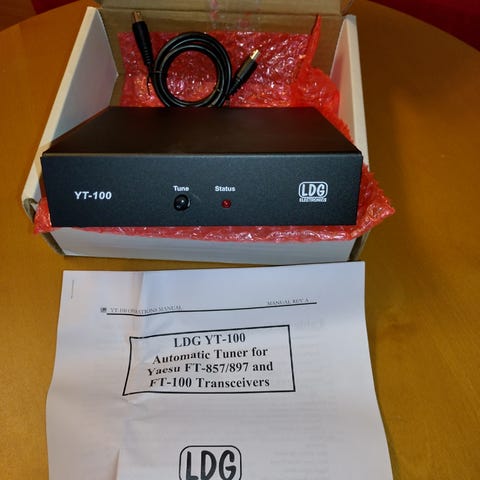 Tune Status
YT-100
LDG
ELECTRONICS
YT-100 OPERATIONS MANUAL MANUAL REV A
LDG YT-100
Automatic Tuner for
Yaesu FT-857/897 and
FT-100 Transceivers
LDG